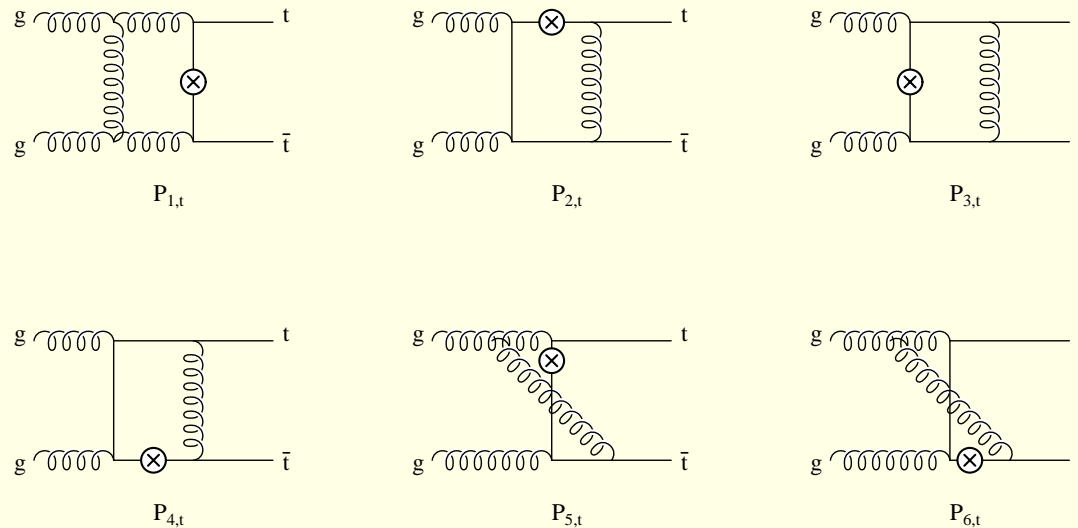 g t g t g
g t̄ g t̄ g
P1,t P2,t P3,t
g t g t g
g t̄ g t̄ g
P4,t P5,t P6,t